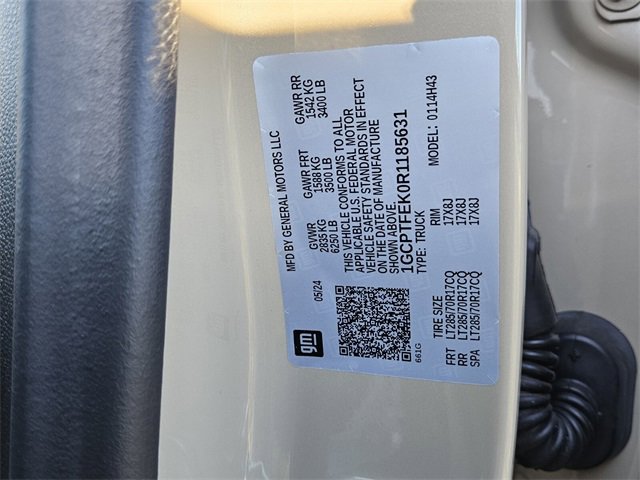 gm
MFD BY GENERAL MOTORS LLC
05/24
GVWR GAWR FRT GAWR RR
2835 KG 1588 KG 1542 KG
6250 LB 3500 LB 3400 LB
THIS VEHICLE CONFORMS TO ALL
APPLICABLE U.S. FEDERAL MOTOR
VEHICLE SAFETY STANDARDS IN EFFECT
ON THE DATE OF MANUFACTURE
SHOWN ABOVE.
1GCPTFEK0R1185631
TYPE: TRUCK MODEL: 0114H43
661G
TIRE SIZE RIM
FRT LT285/70R17CQ 17X8J
RR LT285/70R17CQ 17X8J
SPA LT285/70R17CQ 17X8J